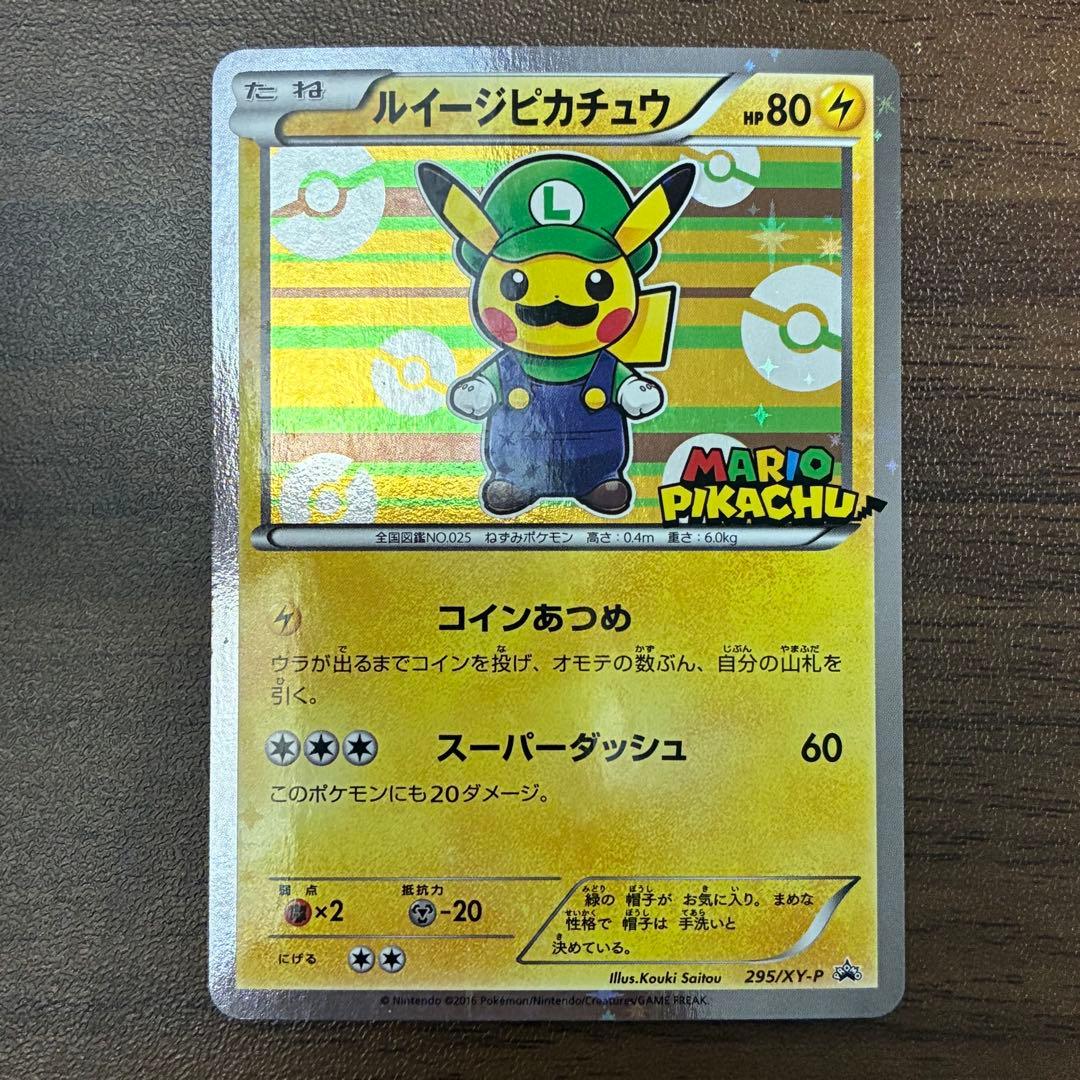 たね
ルイージピカチュウ HP80
L
MARIO
PIKACHU
全国図鑑NO.025 ねずみポケモン 高さ:0.4m 重さ:6.0kg
コインあつめ
ウラが出るまでコインを投げ、オモテの数ぶん、自分の山札を
引く。
スーパーダッシュ 60
このポケモンにも20ダメージ。
弱点 抵抗力
×2 -20
にげる
緑の 帽子が お気に入り。まめな
性格で 帽子は 手洗いと
決めている。
Illus.Kouki Saitou 295/XY-P PROMO
© Nintendo ©2016 Pokémon/Nintendo/Creatures/GAME FREAK.